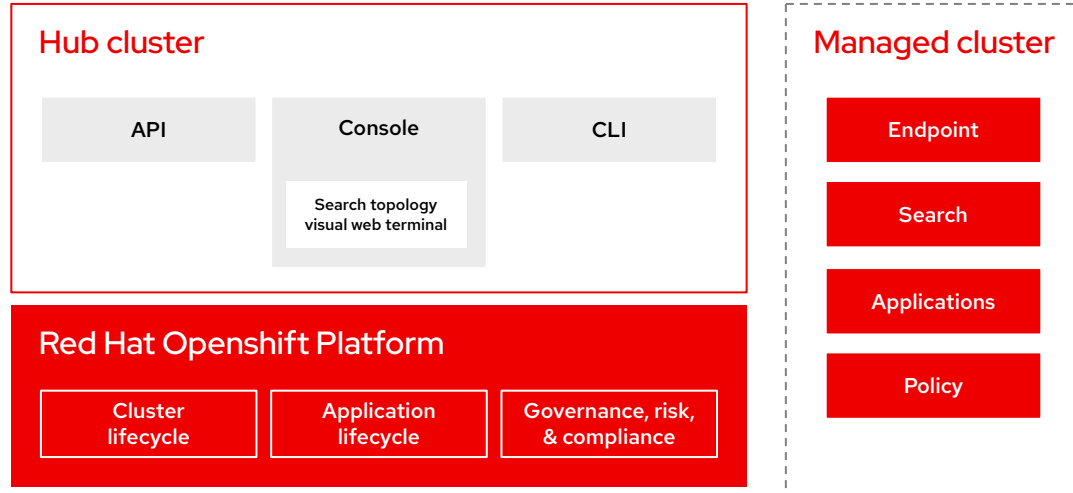 Hub cluster
API
Console
CLI
Search topology
visual web terminal
Red Hat Openshift Platform
Cluster
lifecycle
Application
lifecycle
Governance, risk,
& compliance
Managed cluster
Endpoint
Search
Applications
Policy